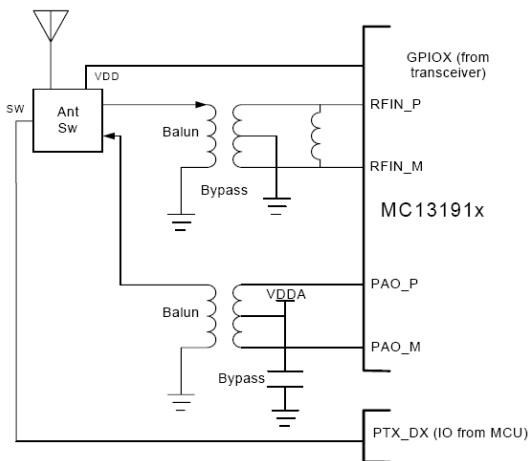 GPIOX (from
transceiver)
VDD
SW
Ant
Sw
RFIN_P
Balun
RFIN_M
Bypass
MC13191x
PAO_P
VDDA
Balun
PAO_M
Bypass
PTX_DX (IO from MCU)